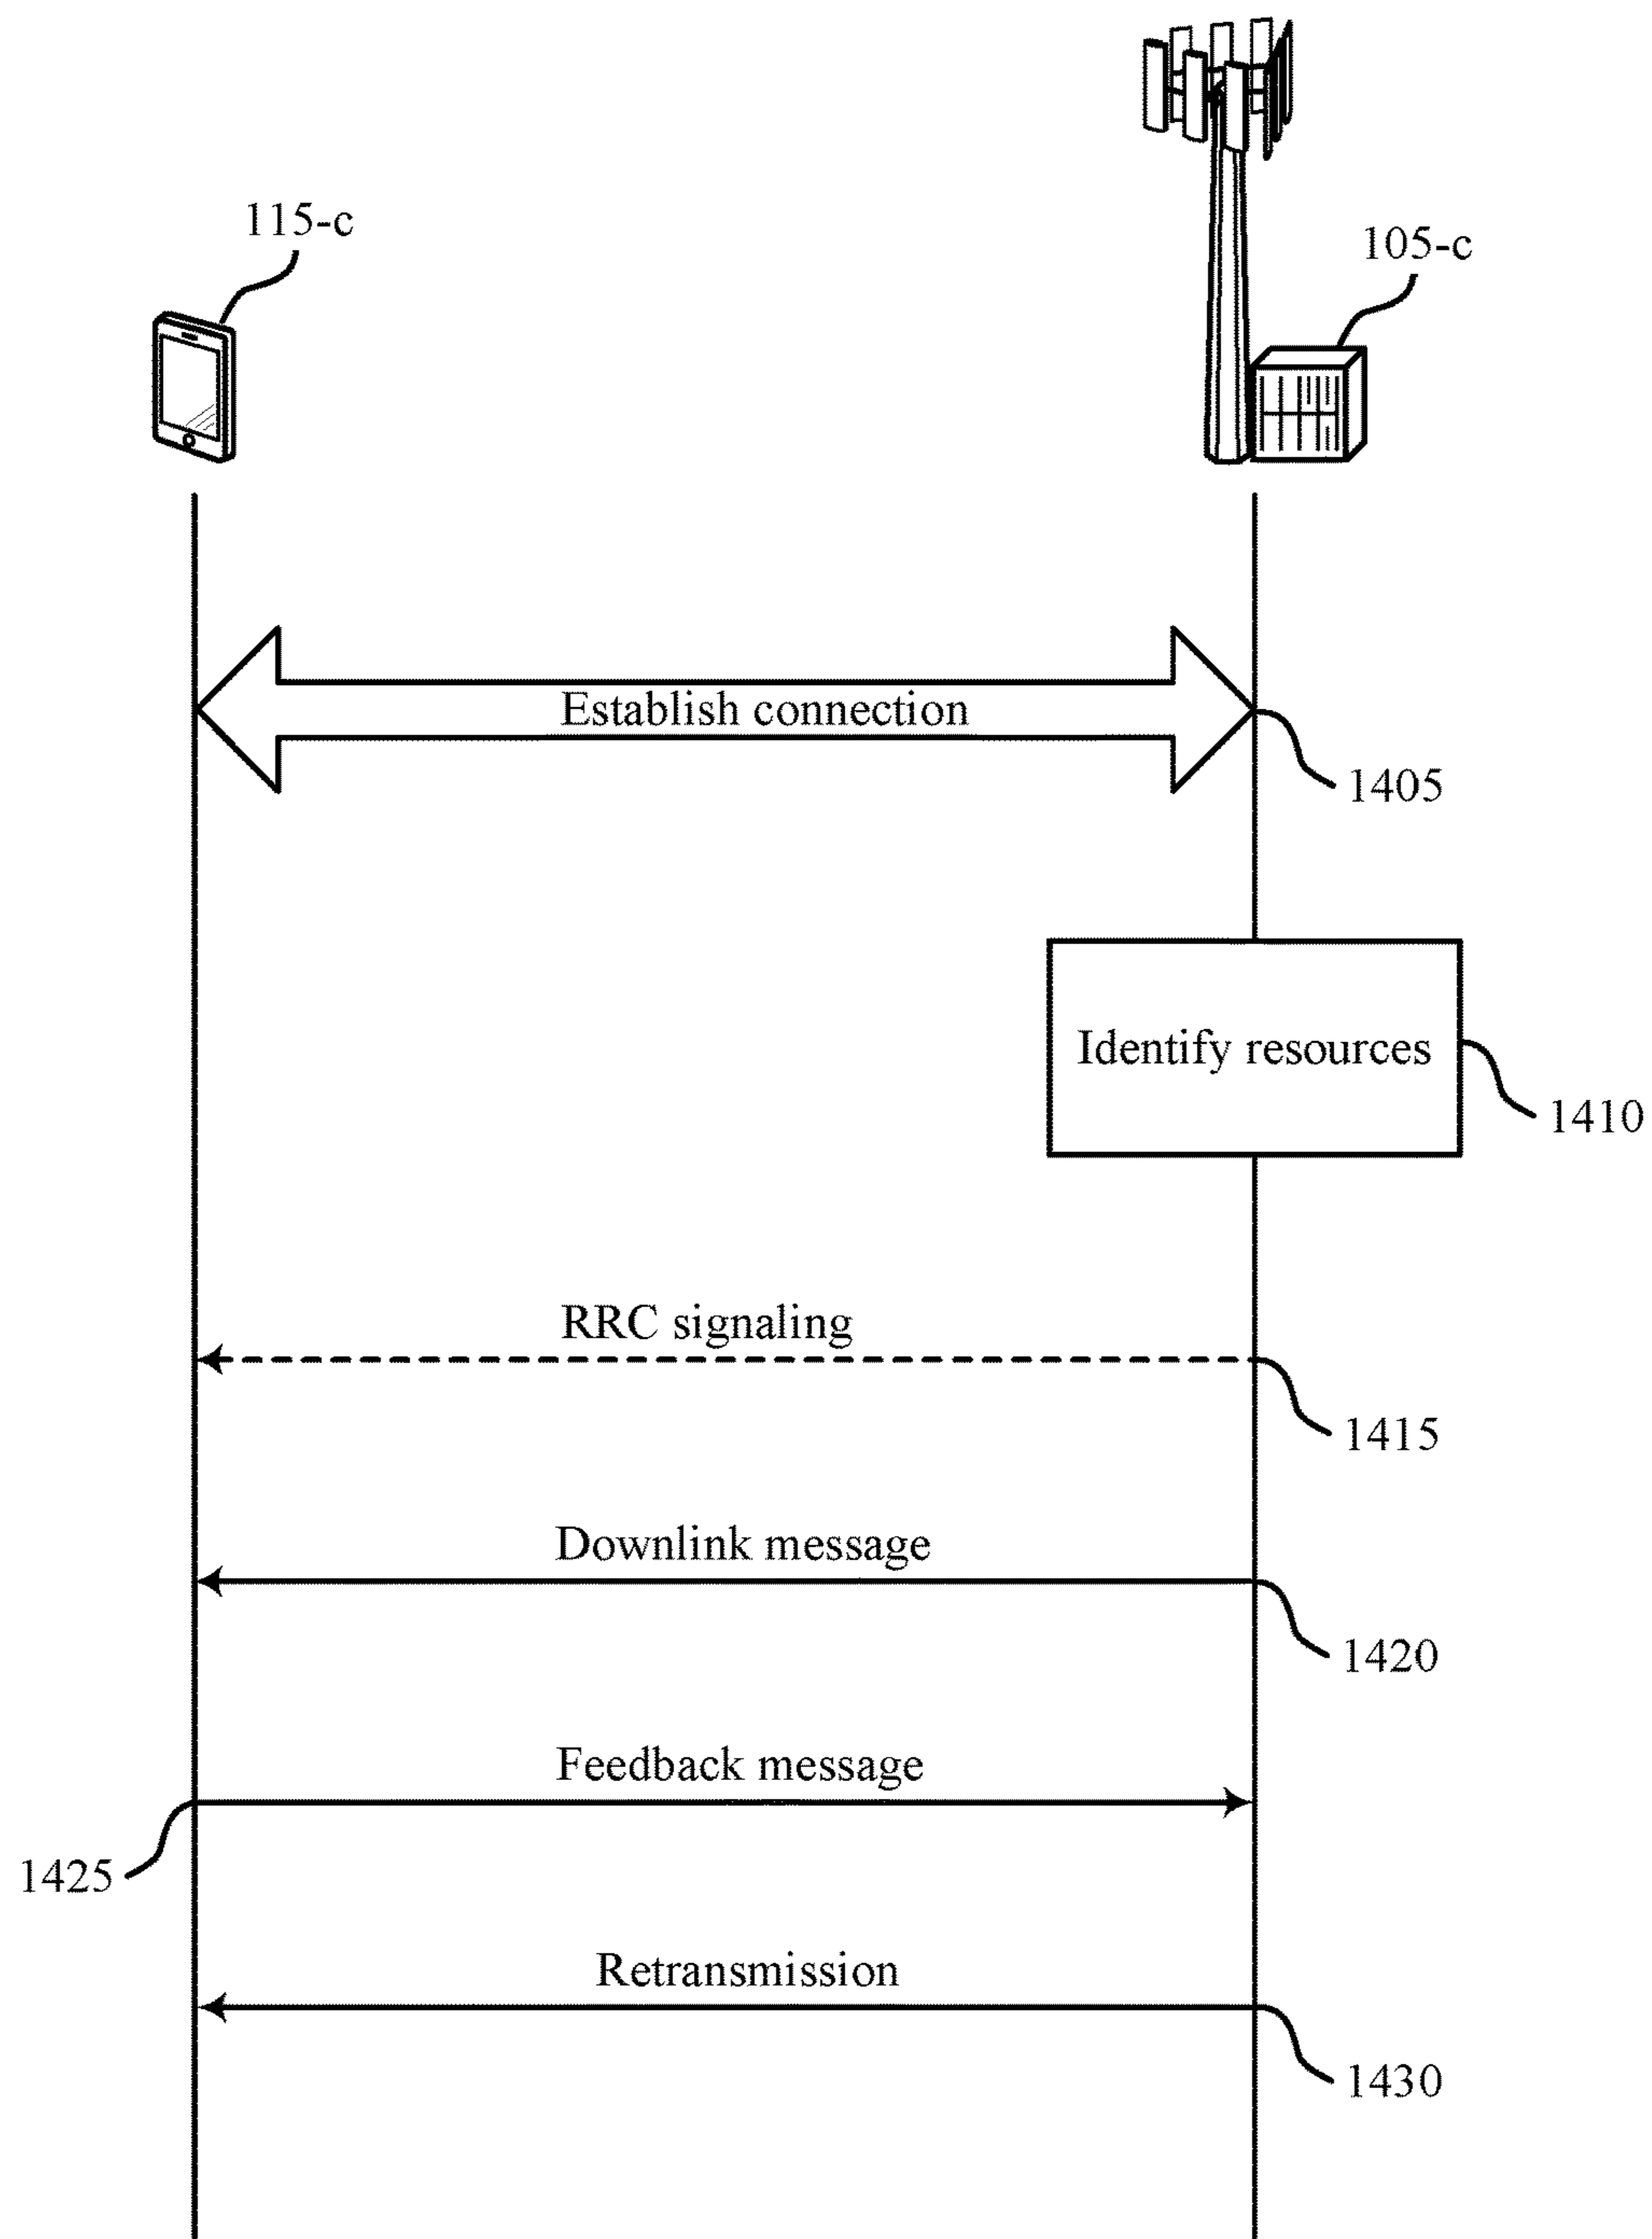 115-c
105-c
Establish connection
1405
Identify resources
1410
RRC signaling
1415
Downlink message
1420
Feedback message
1425
Retransmission
1430